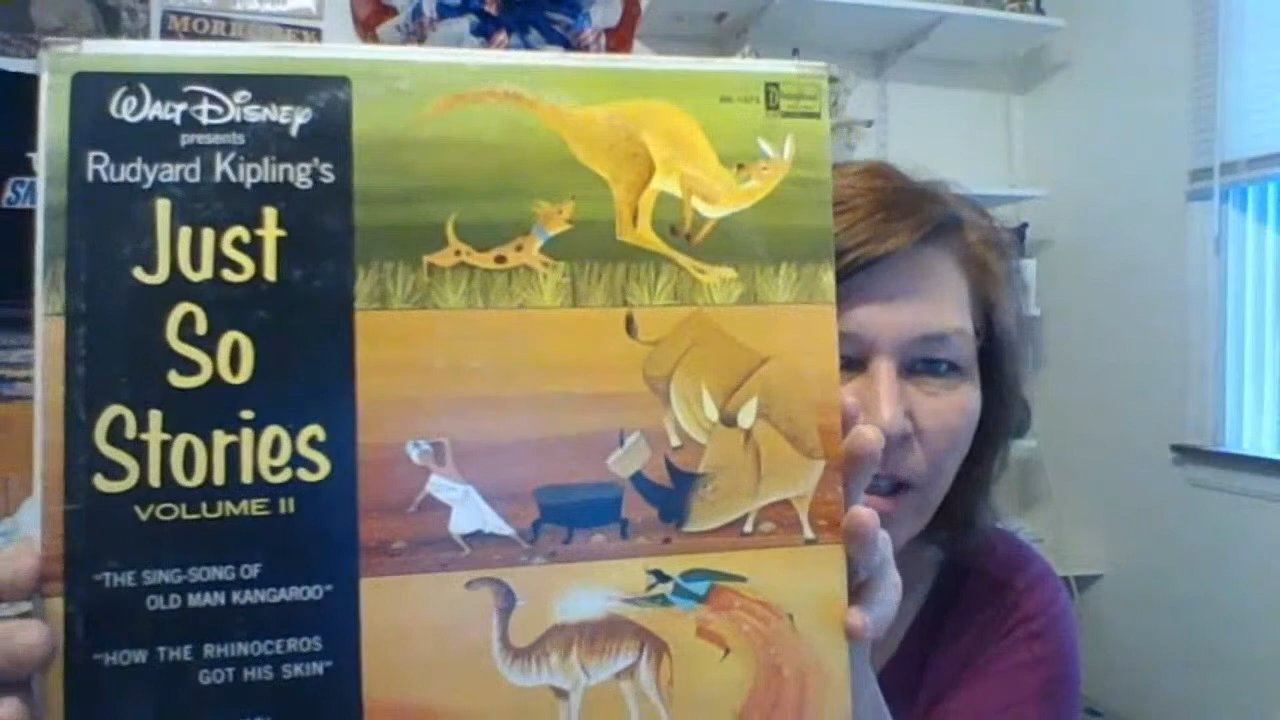 WALT DISNEY
presents
Rudyard Kipling's
Just
So
Stories
VOLUME II
"THE SING-SONG OF
OLD MAN KANGAROO"
"HOW THE RHINOCEROS
GOT HIS SKIN"